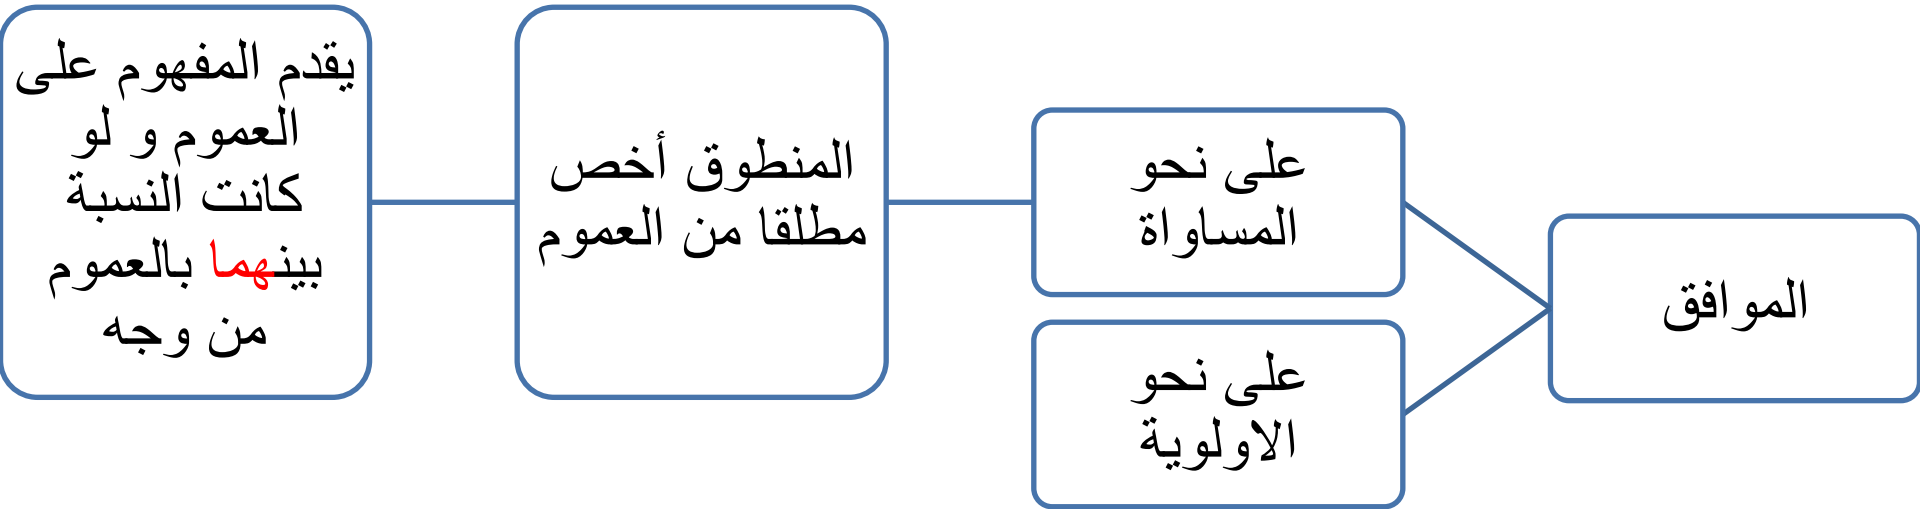 الموافق
على نحو
المساواة
على نحو
الاولوية
المنطوق أخص
مطلقا من العموم
يقدم المفهوم على
العموم و لو
كانت النسبة
بينهما بالعموم
من وجه